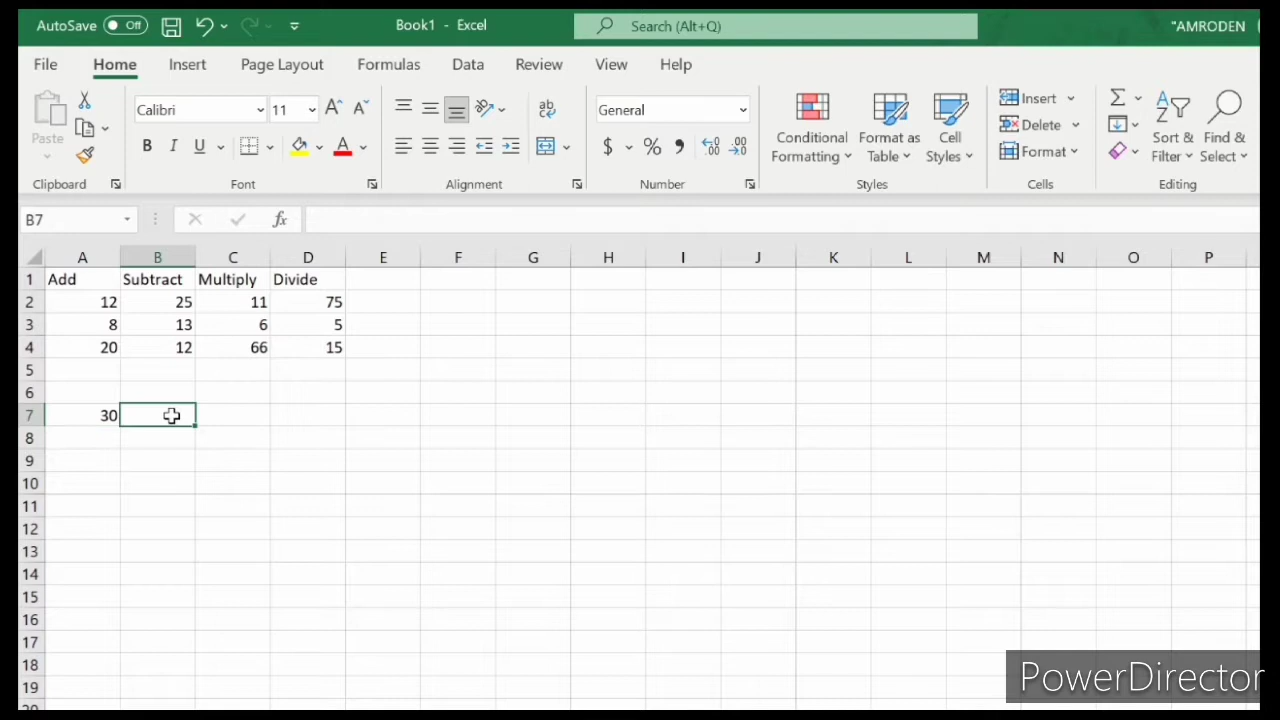 AutoSave Off Book1 - Excel Search (Alt+Q) "AMRODEN
File Home Insert Page Layout Formulas Data Review View Help
Paste Calibri 11 A A ab General Conditional Formatting Format as Table Cell Styles Insert Delete Format Sort & Filter Find & Select
B I U A $ % 9
Clipboard Font Alignment Number Styles Cells Editing
B7 fx
A B C D E F G H I J K L M N O P
1 Add Subtract Multiply Divide
2 12 25 11 75
3 8 13 6 5
4 20 12 66 15
5
6
7 30
8
9
10
11
12
13
14
15
16
17
18
19
PowerDirector